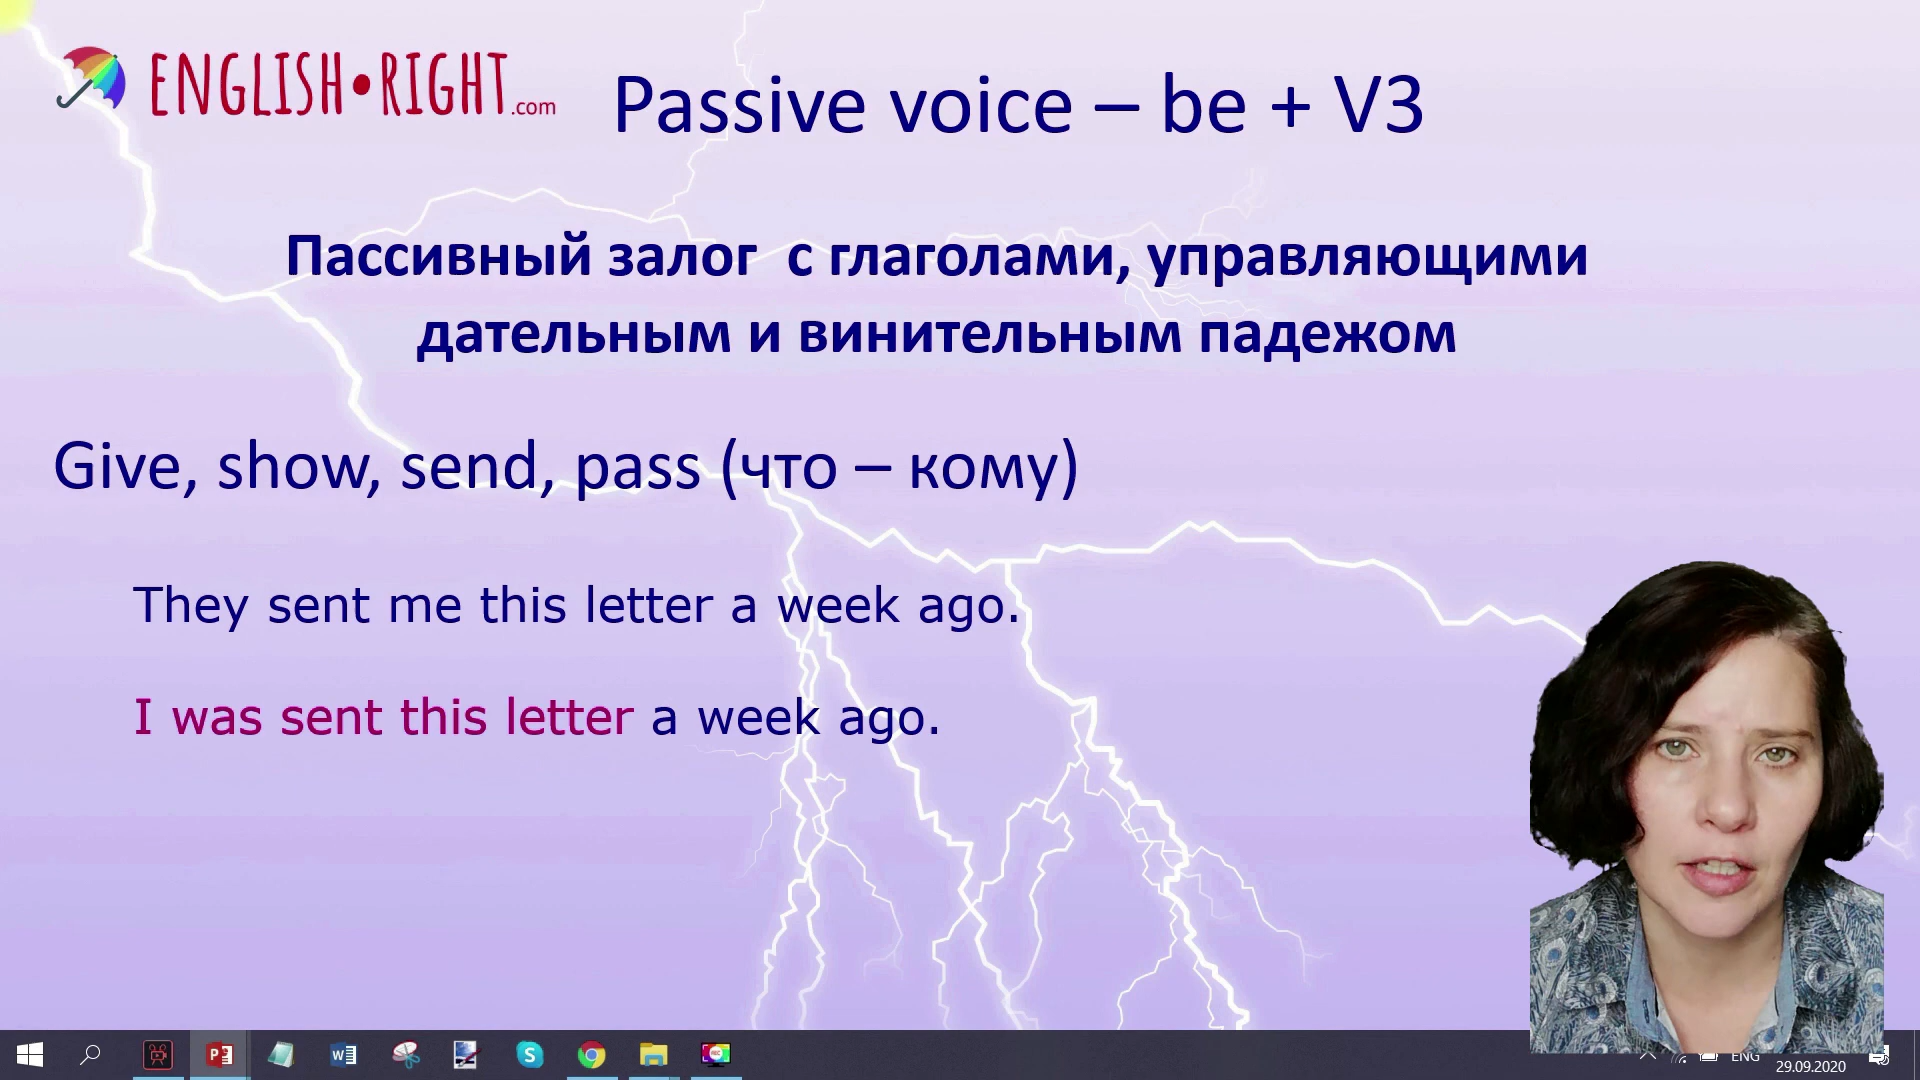 ENGLISH•RIGHT.com
Passive voice – be + V3
Пассивный залог с глаголами, управляющими
дательным и винительным падежом
Give, show, send, pass (что – кому)
They sent me this letter a week ago.
I was sent this letter a week ago.
ENG
29.09.2020